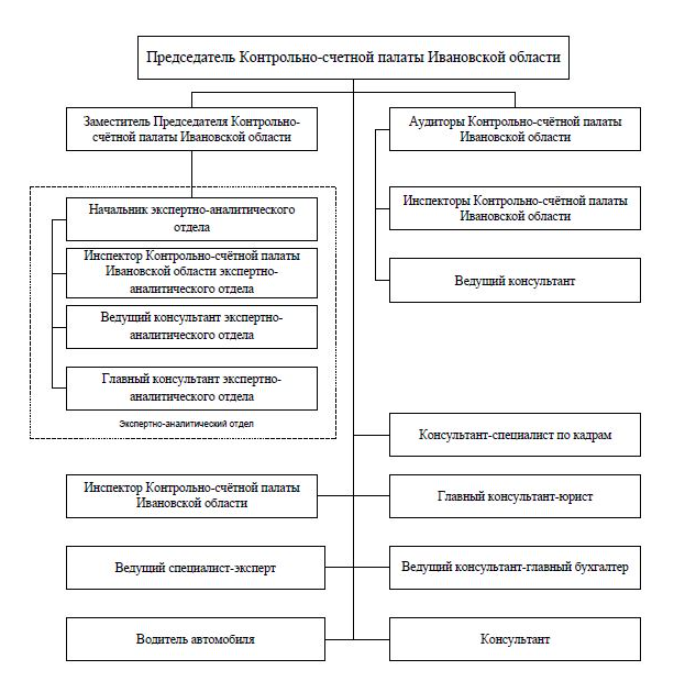 Председатель Контрольно-счетной палаты Ивановской области
Заместитель Председателя Контрольно-
счётной палаты Ивановской области
Аудиторы Контрольно-счётной палаты
Ивановской области
Начальник экспертно-аналитического
отдела
Инспекторы Контрольно-счётной палаты
Ивановской области
Инспектор Контрольно-счётной палаты
Ивановской области экспертно-
аналитического отдела
Ведущий консультант
Ведущий консультант экспертно-
аналитического отдела
Главный консультант экспертно-
аналитического отдела
Экспертно-аналитический отдел
Консультант-специалист по кадрам
Инспектор Контрольно-счётной палаты
Ивановской области
Главный консультант-юрист
Ведущий специалист-эксперт
Ведущий консультант-главный бухгалтер
Водитель автомобиля
Консультант